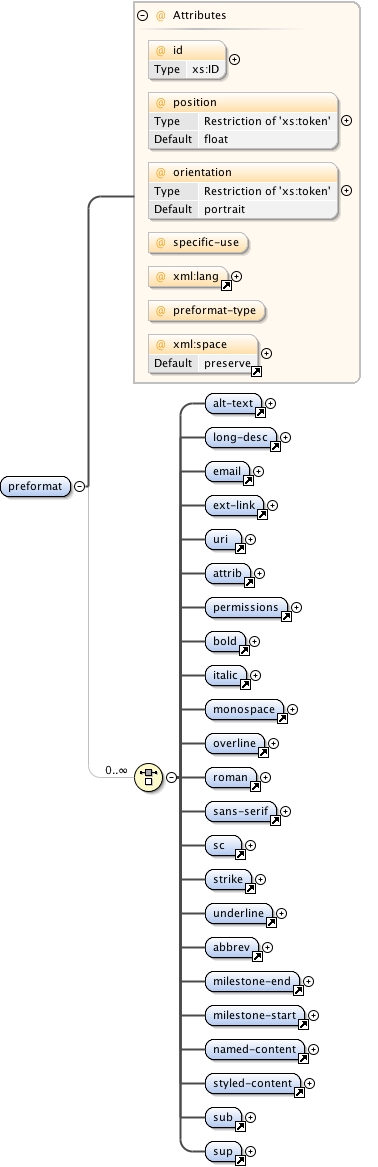 @ Attributes
@ id
Type xs:ID
@ position
Type Restriction of 'xs:token'
Default float
@ orientation
Type Restriction of 'xs:token'
Default portrait
@ specific-use
@ xml:lang
@ preformat-type
@ xml:space
Default preserve
preformat
0..∞
alt-text
long-desc
email
ext-link
uri
attrib
permissions
bold
italic
monospace
overline
roman
sans-serif
sc
strike
underline
abbrev
milestone-end
milestone-start
named-content
styled-content
sub
sup